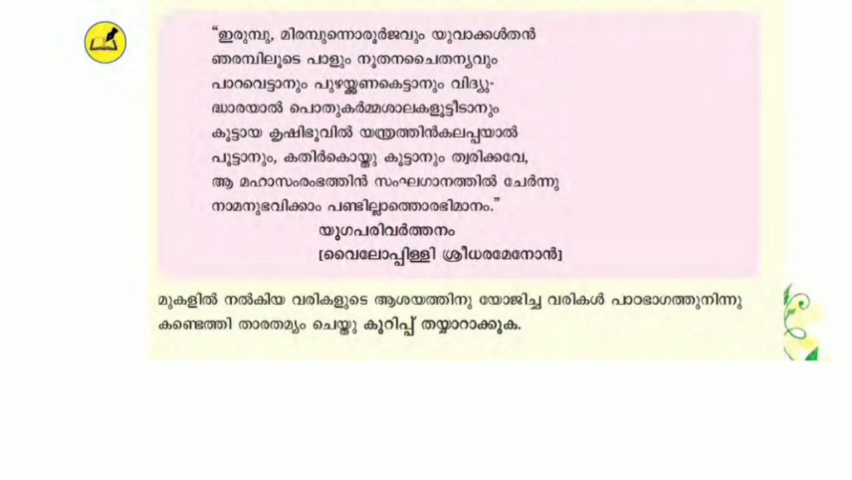 “ഇരുമ്പു, മിരമ്പുന്നൊരൂർജവും യുവാക്കൾതൻ
ഞരമ്പിലൂടെ പാളും നൂതനചൈതന്യവും
പാറവെട്ടാനും പുഴയ്ക്കണകെട്ടാനും വിദ്യു-
ദ്ധാരയാൽ പൊതുകർമ്മശാലകളൂട്ടീടാനും
കൂട്ടായ കൃഷിഭൂവിൽ യന്ത്രത്തിൻകലപ്പയാൽ
പൂട്ടാനും, കതിർകൊയ്തു കൂട്ടാനും ത്വരിക്കവേ,
ആ മഹാസംരംഭത്തിൻ സംഘഗാനത്തിൽ ചേർന്നു
നാമനുഭവിക്കാം പണ്ടില്ലാത്തൊരഭിമാനം.”
യുഗപരിവർത്തനം
[വൈലോപ്പിള്ളി ശ്രീധരമേനോൻ]
മുകളിൽ നൽകിയ വരികളുടെ ആശയത്തിനു യോജിച്ച വരികൾ പാഠഭാഗത്തുനിന്നു
കണ്ടെത്തി താരതമ്യം ചെയ്തു കുറിപ്പ് തയ്യാറാക്കുക.